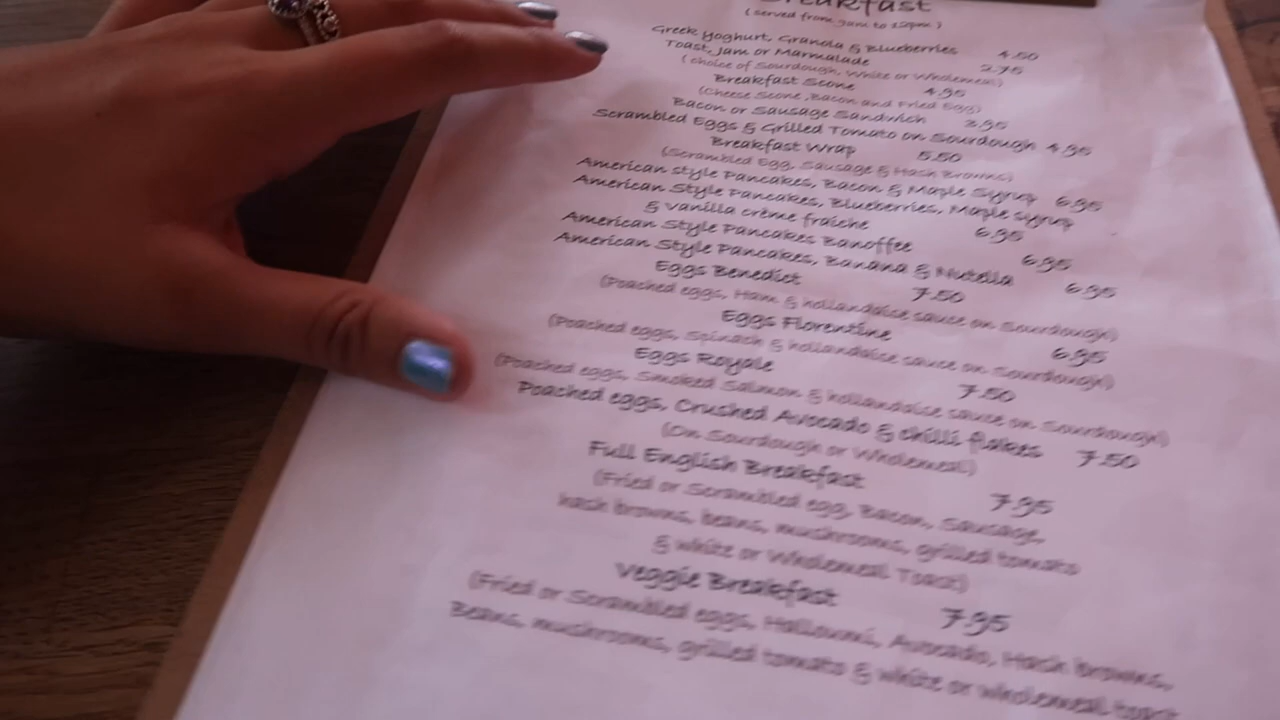 Breakfast
(served from 9am to 12pm)
Greek Yoghurt, Granola & Blueberries 4.50
Toast, Jam or Marmalade 2.75
(choice of Sourdough, White or Wholemeal)
Breakfast Scone 4.95
(Cheese Scone, Bacon and Fried Egg)
Bacon or Sausage Sandwich 3.95
Scrambled Eggs & Grilled Tomato on Sourdough 4.95
Breakfast Wrap 5.50
(Scrambled Egg, Sausage & Hash Browns)
American Style Pancakes, Bacon & Maple Syrup 6.95
American Style Pancakes, Blueberries, Maple syrup
& vanilla crème fraiche 6.95
American Style Pancakes Banoffee 6.95
American Style Pancakes, Banana & Nutella 6.95
Eggs Benedict 7.50
(Poached eggs, Ham & hollandaise sauce on Sourdough)
Eggs Florentine 6.95
(Poached eggs, Spinach & hollandaise sauce on Sourdough)
Eggs Royale 7.50
(Poached eggs, Smoked Salmon & hollandaise sauce on Sourdough)
Poached eggs, Crushed Avocado & chilli flakes 7.50
(On Sourdough or Wholemeal)
Full English Breakfast 7.95
(Fried or Scrambled egg, Bacon, Sausage,
hash browns, beans, mushrooms, grilled tomato
& white or Wholemeal Toast)
Veggie Breakfast 7.95
(Fried or Scrambled eggs, Halloumi, Avocado, Hash browns,
Beans, mushrooms, grilled tomato & white or wholemeal toast